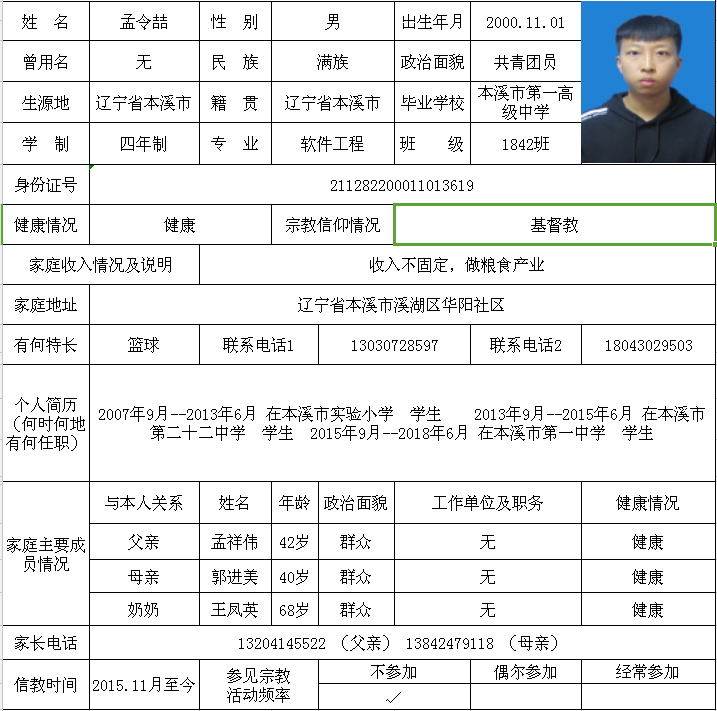 姓 名 孟令喆 性 别 男 出生年月 2000.11.01
曾用名 无 民 族 满族 政治面貌 共青团员
生源地 辽宁省本溪市 籍 贯 辽宁省本溪市 毕业学校 本溪市第一高
级中学
学 制 四年制 专 业 软件工程 班 级 1842班
身份证号 211282200011013619
健康情况 健康 宗教信仰情况 基督教
家庭收入情况及说明 收入不固定，做粮食产业
家庭地址 辽宁省本溪市溪湖区华阳社区
有何特长 篮球 联系电话1 13030728597 联系电话2 18043029503
个人简历
（何时何地
有何任职）
2007年9月--2013年6月 在本溪市实验小学 学生 2013年9月--2015年6月 在本溪市
第二十二中学 学生 2015年9月--2018年6月 在本溪市第一中学 学生
家庭主要成
员情况
与本人关系 姓名 年龄 政治面貌 工作单位及职务 健康情况
父亲 孟祥伟 42岁 群众 无 健康
母亲 郭进美 40岁 群众 无 健康
奶奶 王凤英 68岁 群众 无 健康
家长电话 13204145522 （父亲） 13842479118 （母亲）
信教时间 2015.11月至今 参见宗教
活动频率
不参加 偶尔参加 经常参加
✓